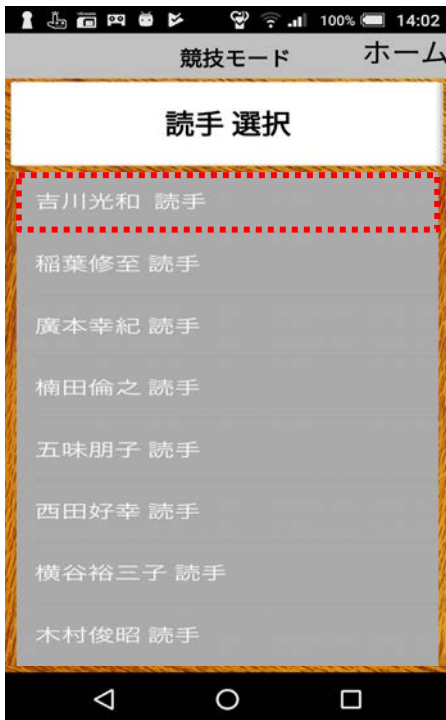 100% 14:02
競技モード ホーム
読手 選択
吉川光和 読手
稲葉修至 読手
廣本幸紀 読手
楠田倫之 読手
五味朋子 読手
西田好幸 読手
横谷裕三子 読手
木村俊昭 読手